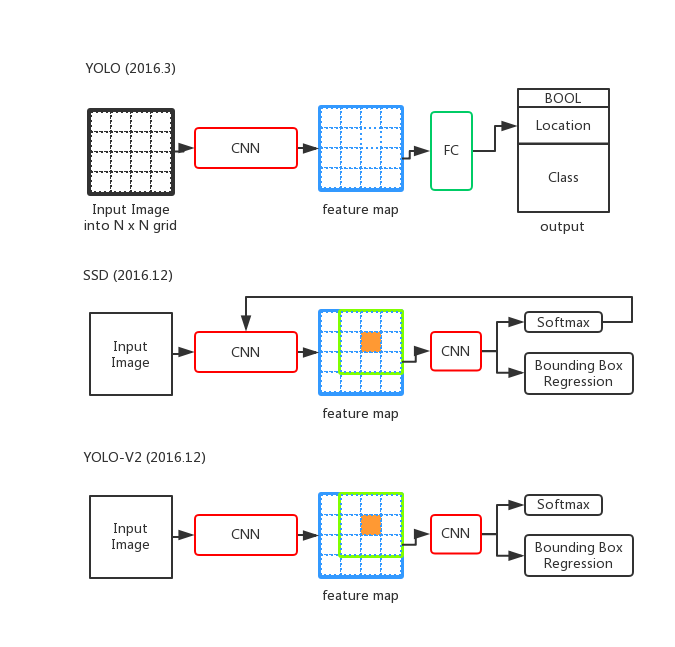 YOLO (2016.3)
Input Image
into N x N grid
CNN
feature map
FC
BOOL
Location
Class
output
SSD (2016.12)
Input
Image
CNN
feature map
CNN
Softmax
Bounding Box
Regression
YOLO-V2 (2016.12)
Input
Image
CNN
feature map
CNN
Softmax
Bounding Box
Regression